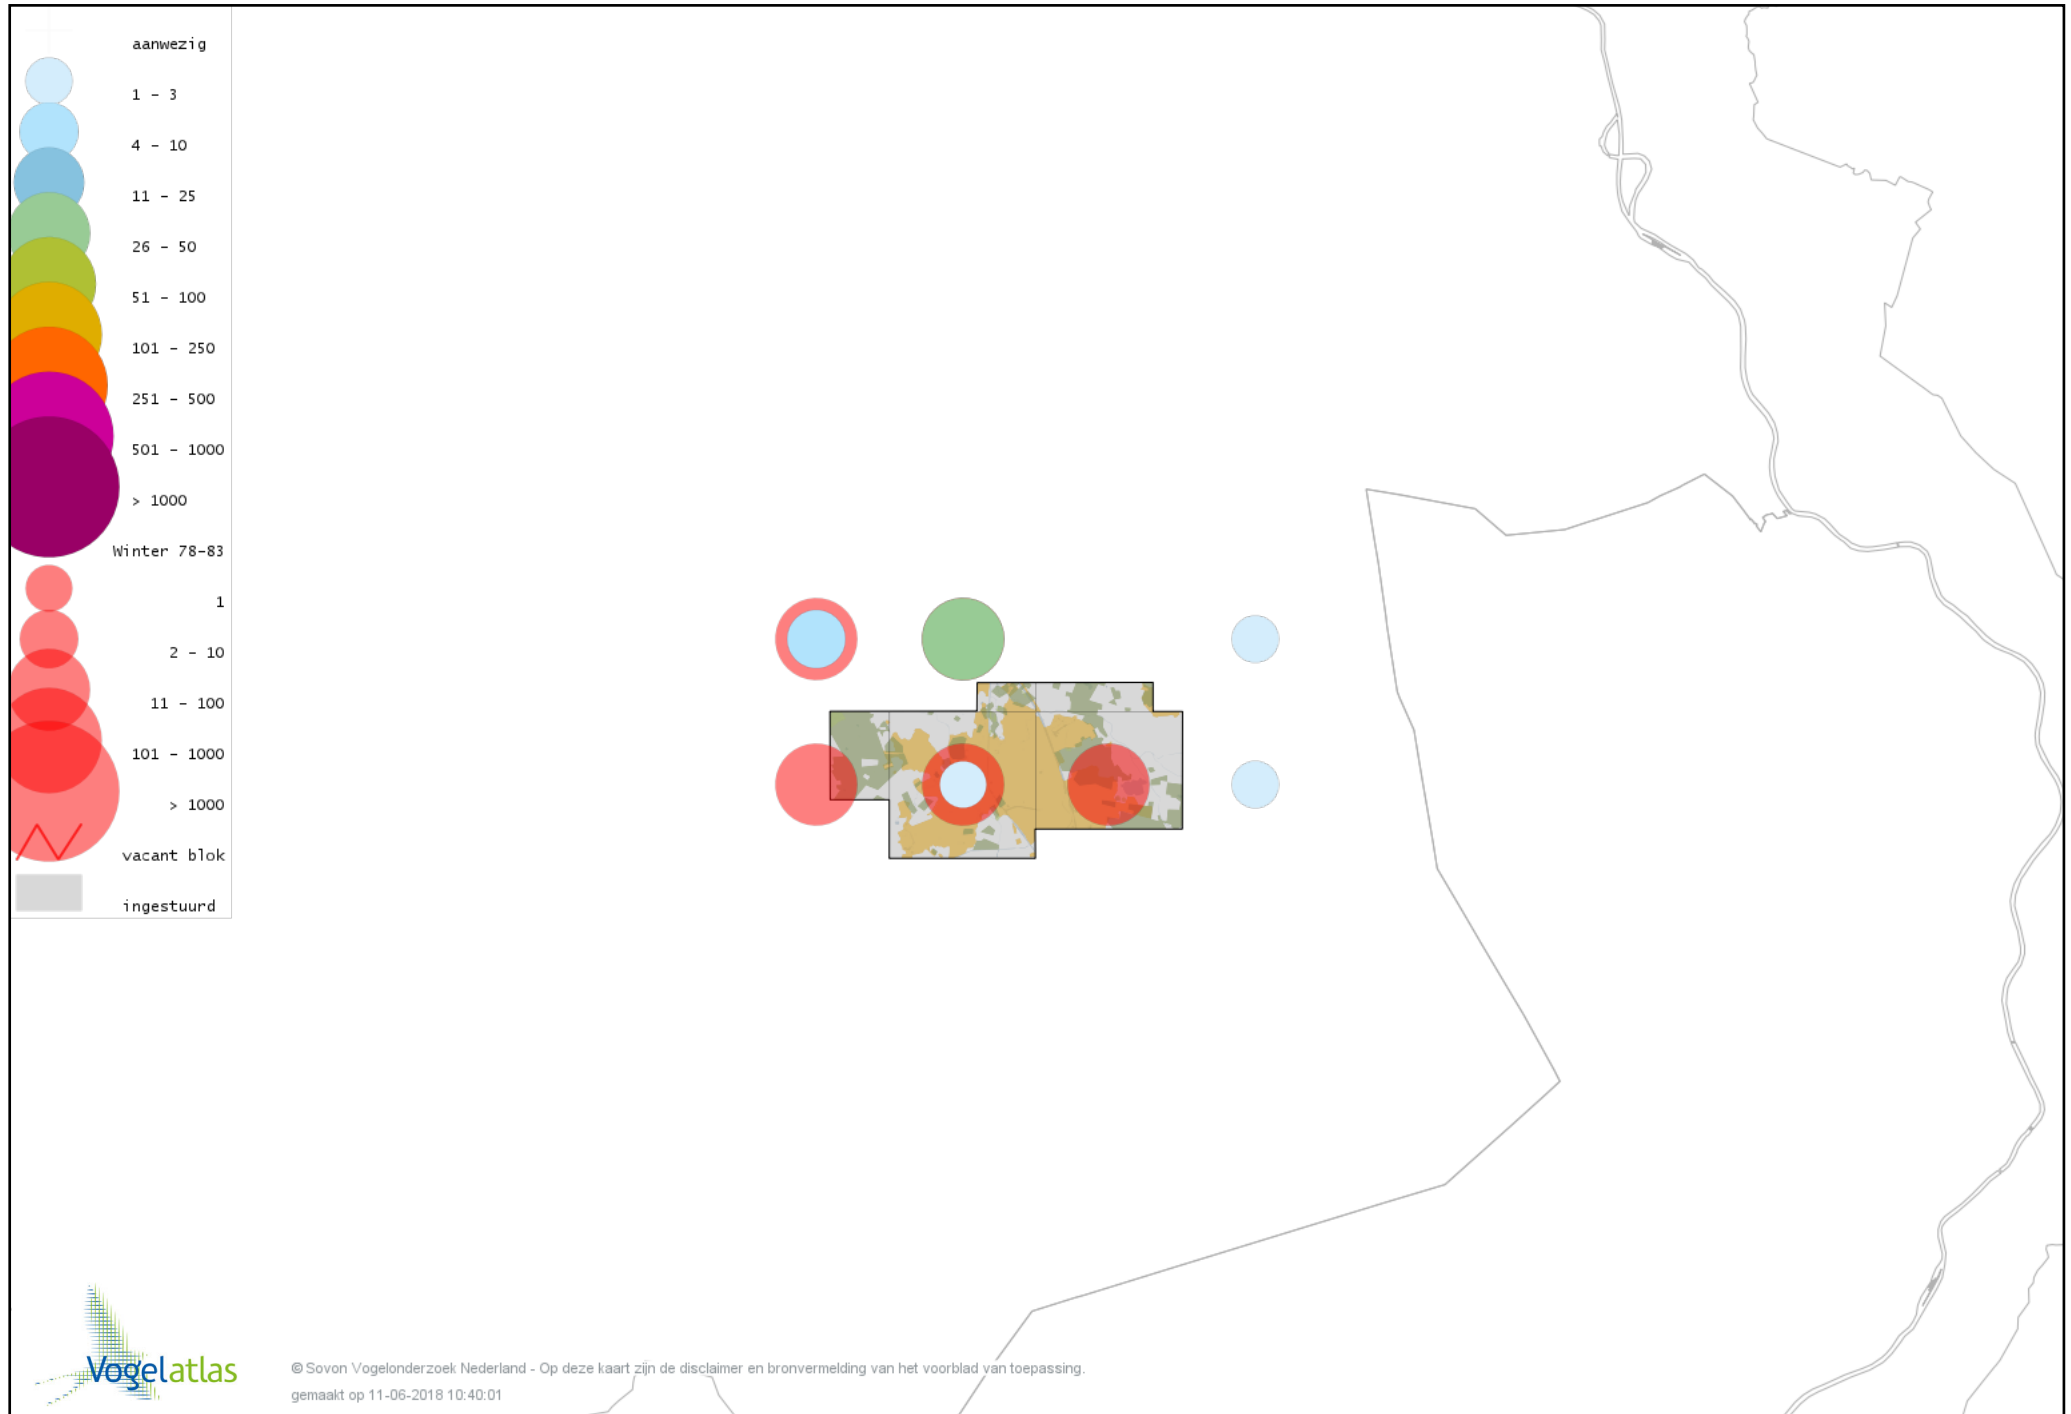 aanwezig
1 - 3
4 - 10
11 - 25
26 - 50
51 - 100
101 - 250
251 - 500
501 - 1000
> 1000
Winter 78-83
1
2 - 10
11 - 100
101 - 1000
> 1000
vacant blok
ingestuurd
Vogelatlas
© Sovon Vogelonderzoek Nederland - Op deze kaart zijn de disclaimer en bronvermelding van het voorblad van toepassing.
gemaakt op 11-06-2018 10:40:01